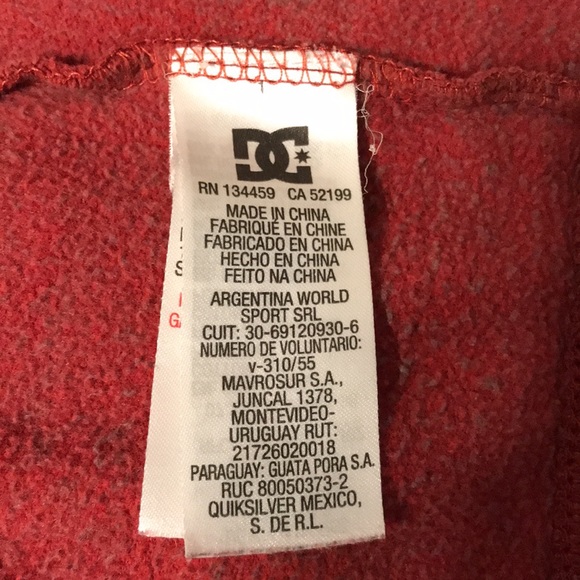 DC
RN 134459 CA 52199
MADE IN CHINA
FABRIQUÉ EN CHINE
FABRICADO EN CHINA
HECHO EN CHINA
FEITO NA CHINA
ARGENTINA WORLD
SPORT SRL
CUIT: 30-69120930-6
NUMERO DE VOLUNTARIO:
v-310/55
MAVROSUR S.A.,
JUNCAL 1378,
MONTEVIDEO-
URUGUAY RUT:
21726020018
PARAGUAY: GUATA PORA S.A.
RUC 80050373-2
QUIKSILVER MEXICO,
S. DE R.L.